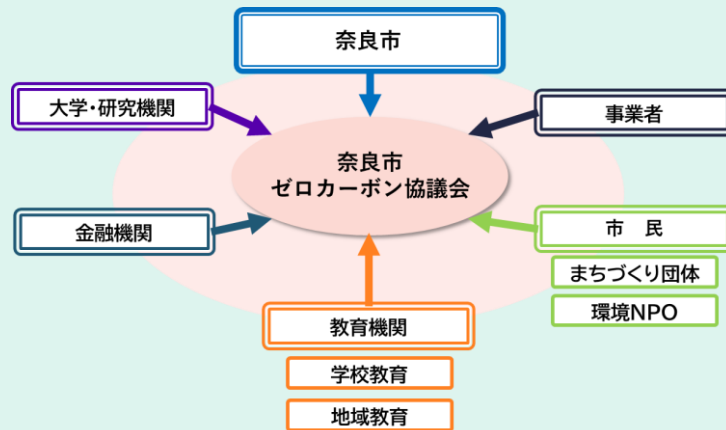 奈良市
大学・研究機関
事業者
奈良市
ゼロカーボン協議会
金融機関
市　民
まちづくり団体
環境NPO
教育機関
学校教育
地域教育